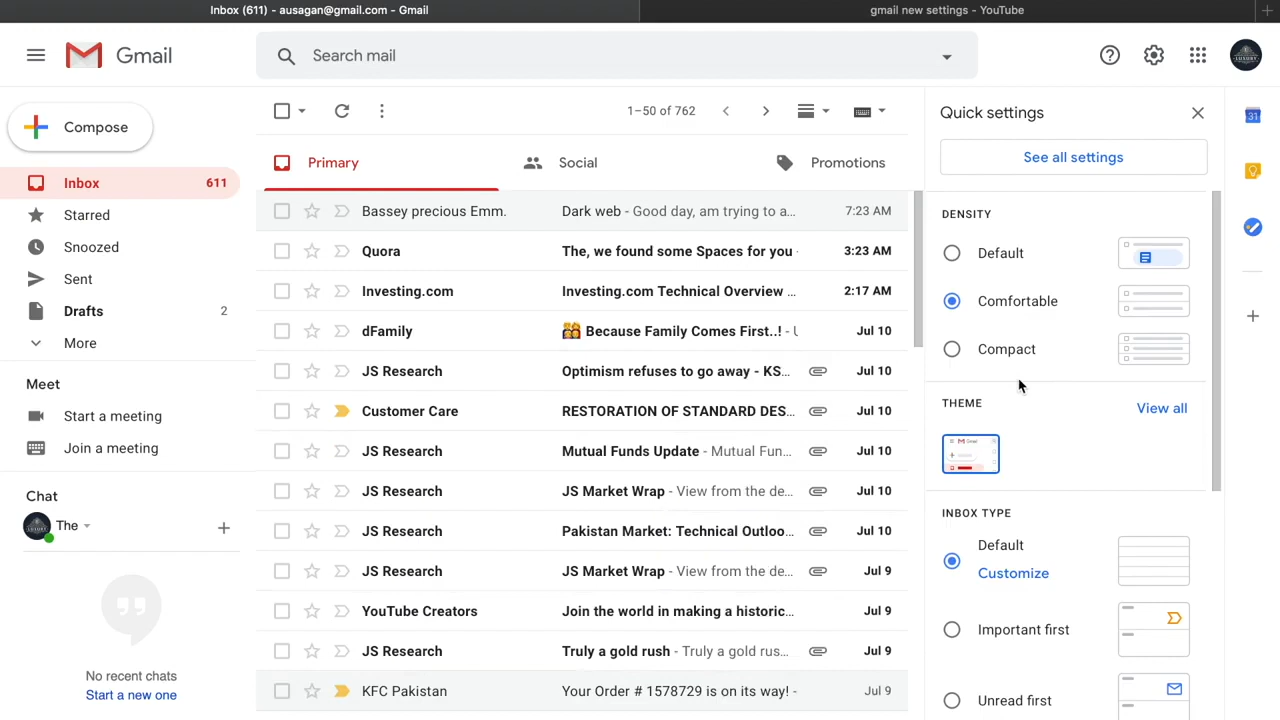 Inbox (611) - ausagan@gmail.com - Gmail
gmail new settings - YouTube
Gmail
Search mail
Compose
Inbox 611
Starred
Snoozed
Sent
Drafts 2
More
Meet
Start a meeting
Join a meeting
Chat
The
No recent chats
Start a new one
1–50 of 762
Primary
Social
Promotions
Bassey precious Emm. Dark web - Good day, am trying to a... 7:23 AM
Quora The, we found some Spaces for you - 3:23 AM
Investing.com Investing.com Technical Overview ... 2:17 AM
dFamily Because Family Comes First..! - U Jul 10
JS Research Optimism refuses to go away - KS... Jul 10
Customer Care RESTORATION OF STANDARD DES... Jul 10
JS Research Mutual Funds Update - Mutual Fun... Jul 10
JS Research JS Market Wrap - View from the de... Jul 10
JS Research Pakistan Market: Technical Outloo... Jul 10
JS Research JS Market Wrap - View from the de... Jul 9
YouTube Creators Join the world in making a historic... Jul 9
JS Research Truly a gold rush - Truly a gold rus... Jul 9
KFC Pakistan Your Order # 1578729 is on its way! - Jul 9
Quick settings
See all settings
DENSITY
Default
Comfortable
Compact
THEME
View all
INBOX TYPE
Default
Customize
Important first
Unread first
31